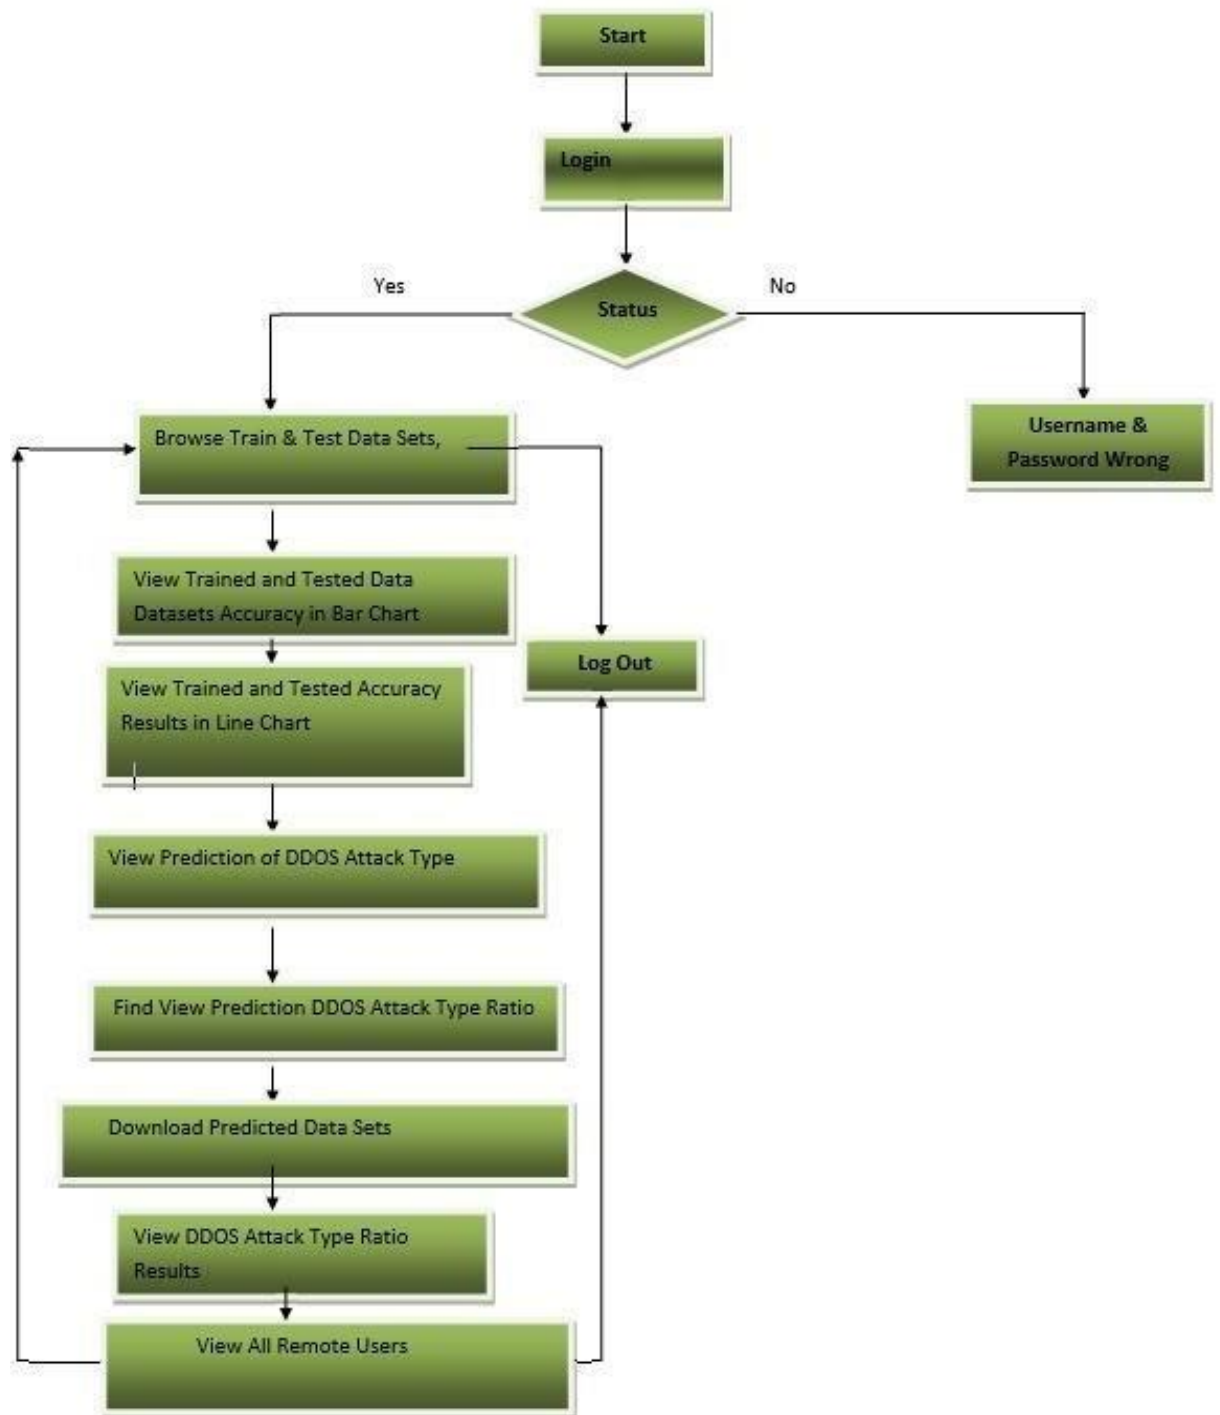 Start
Login
Yes
No
Status
Browse Train & Test Data Sets,
Username &
Password Wrong
View Trained and Tested Data
Datasets Accuracy in Bar Chart
Log Out
View Trained and Tested Accuracy
Results in Line Chart
View Prediction of DDOS Attack Type
Find View Prediction DDOS Attack Type Ratio
Download Predicted Data Sets
View DDOS Attack Type Ratio
Results
View All Remote Users